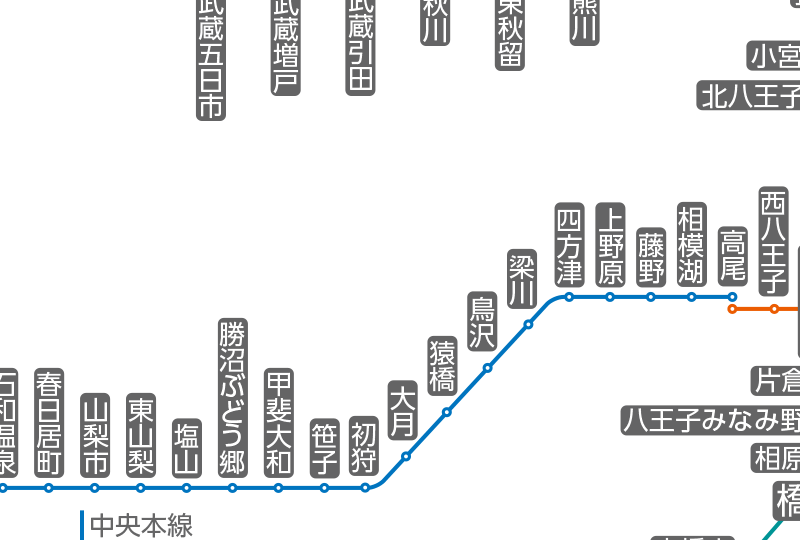 武蔵五日市
武蔵増戸
武蔵引田
秋川
東秋留
熊川
小宮
北八王子
石和温泉
春日居町
山梨市
東山梨
塩山
勝沼ぶどう郷
甲斐大和
笹子
初狩
大月
猿橋
鳥沢
梁川
四方津
上野原
藤野
相模湖
高尾
西八王子
片倉
八王子みなみ野
相原
橋
中央本線